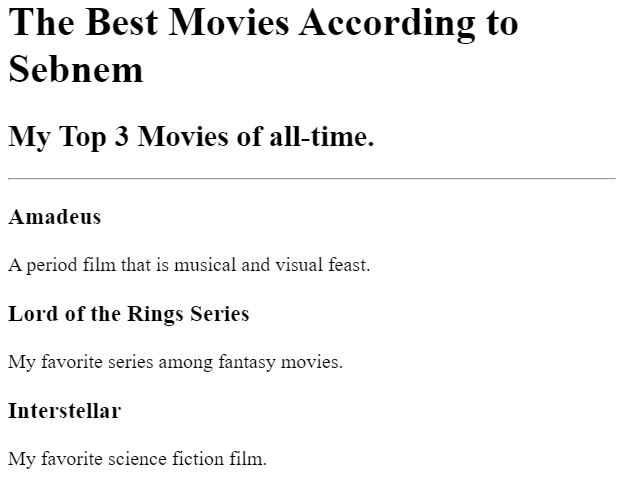 The Best Movies According to
Sebnem
My Top 3 Movies of all-time.
Amadeus
A period film that is musical and visual feast.
Lord of the Rings Series
My favorite series among fantasy movies.
Interstellar
My favorite science fiction film.